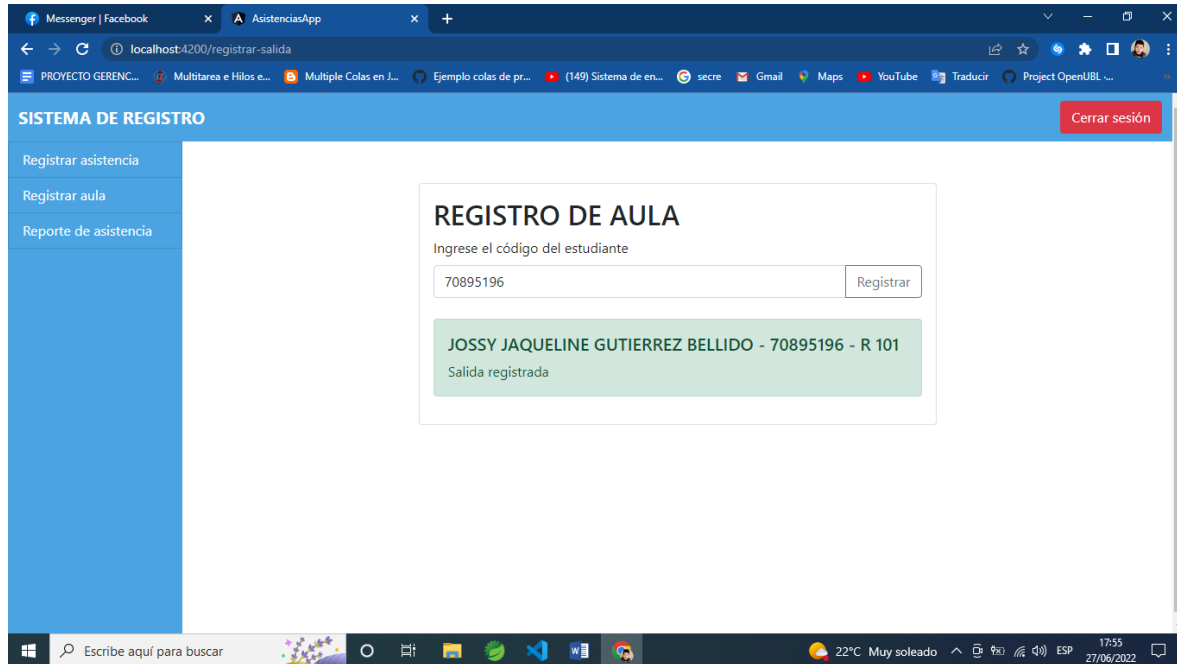 Messenger | Facebook
AsistenciasApp
localhost:4200/registrar-salida
PROYECTO GERENC... Multitarea e Hilos e... Multiple Colas en J... Ejemplo colas de pr... (149) Sistema de en... secre Gmail Maps YouTube Traducir Project OpenUBL -...
SISTEMA DE REGISTRO
Cerrar sesión
Registrar asistencia
Registrar aula
Reporte de asistencia
REGISTRO DE AULA
Ingrese el código del estudiante
70895196
Registrar
JOSSY JAQUELINE GUTIERREZ BELLIDO - 70895196 - R 101
Salida registrada
Escribe aquí para buscar
22°C Muy soleado
ESP
17:55
27/06/2022